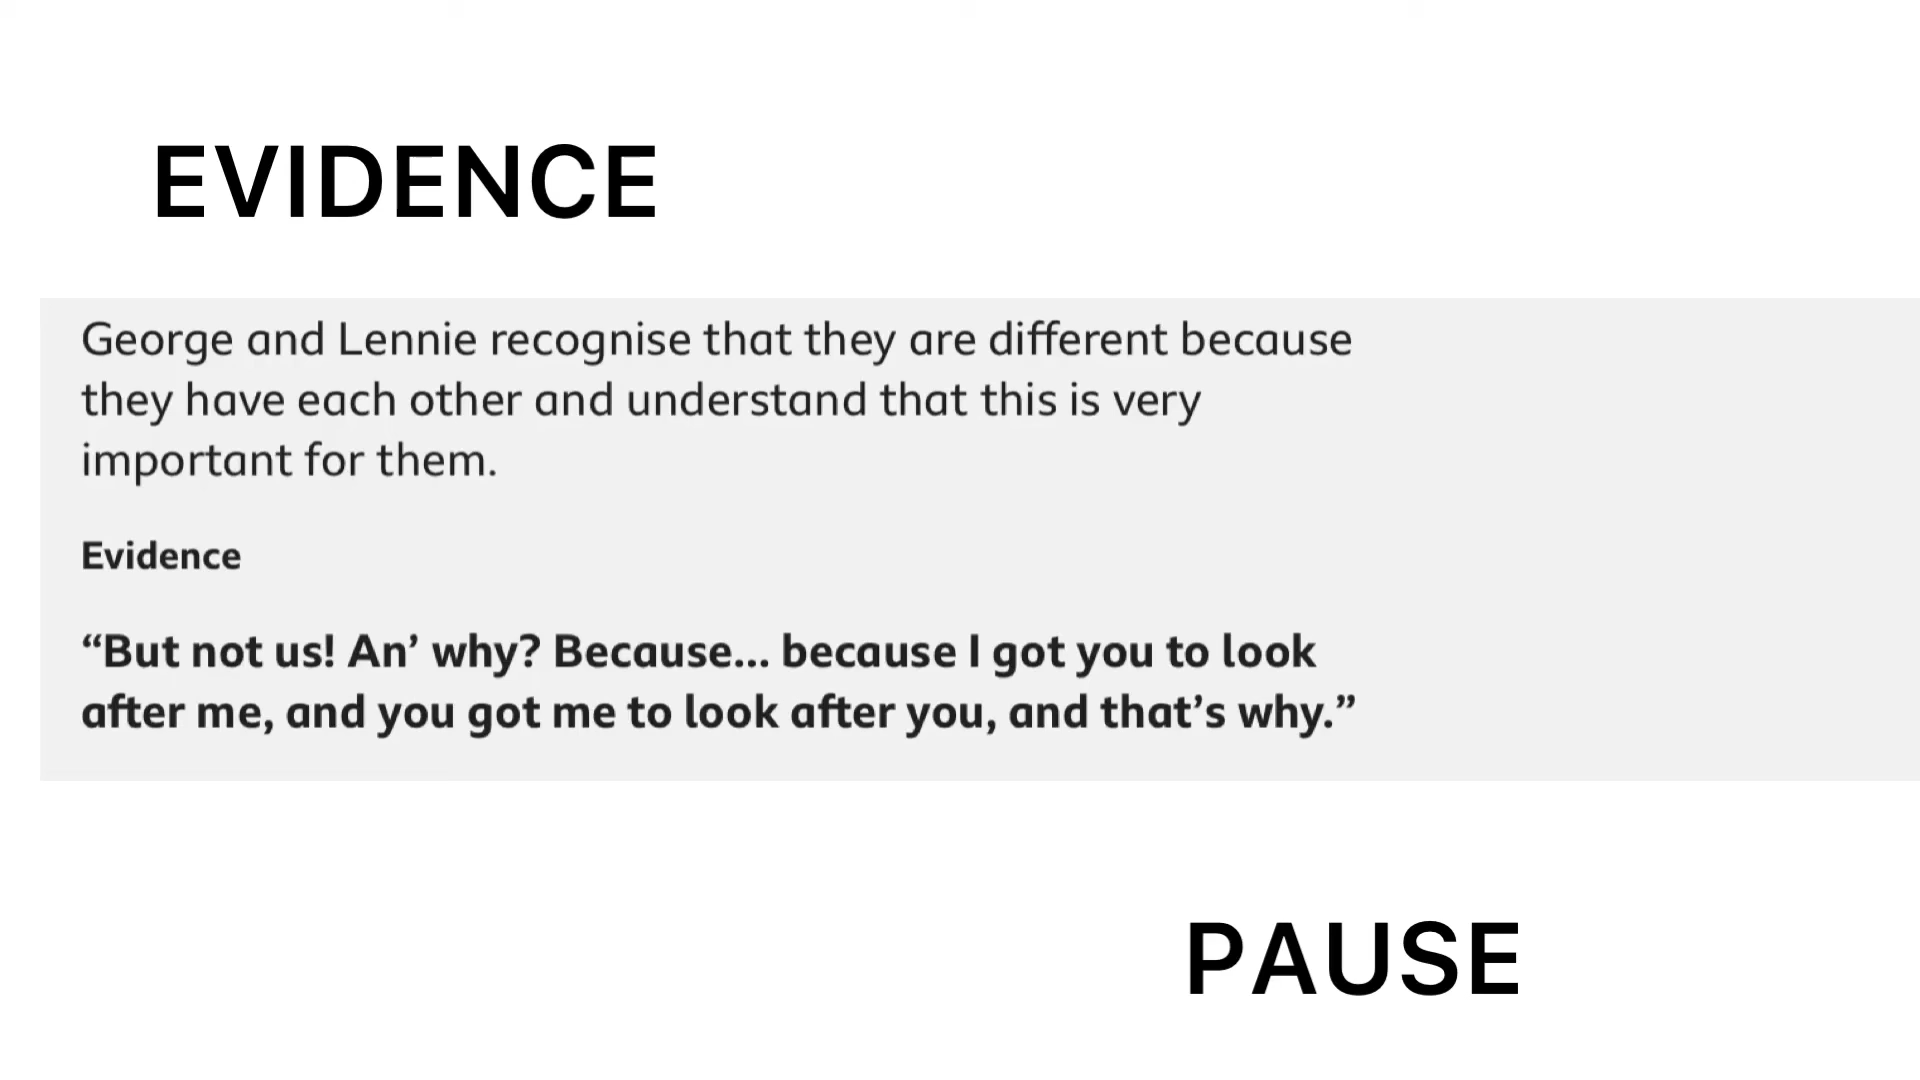 EVIDENCE
George and Lennie recognise that they are different because
they have each other and understand that this is very
important for them.
Evidence
“But not us! An’ why? Because... because I got you to look
after me, and you got me to look after you, and that’s why.”
PAUSE